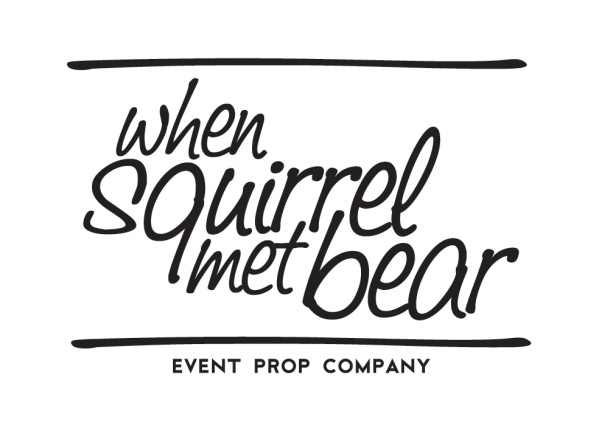 when
squirrel
met bear
EVENT PROP COMPANY